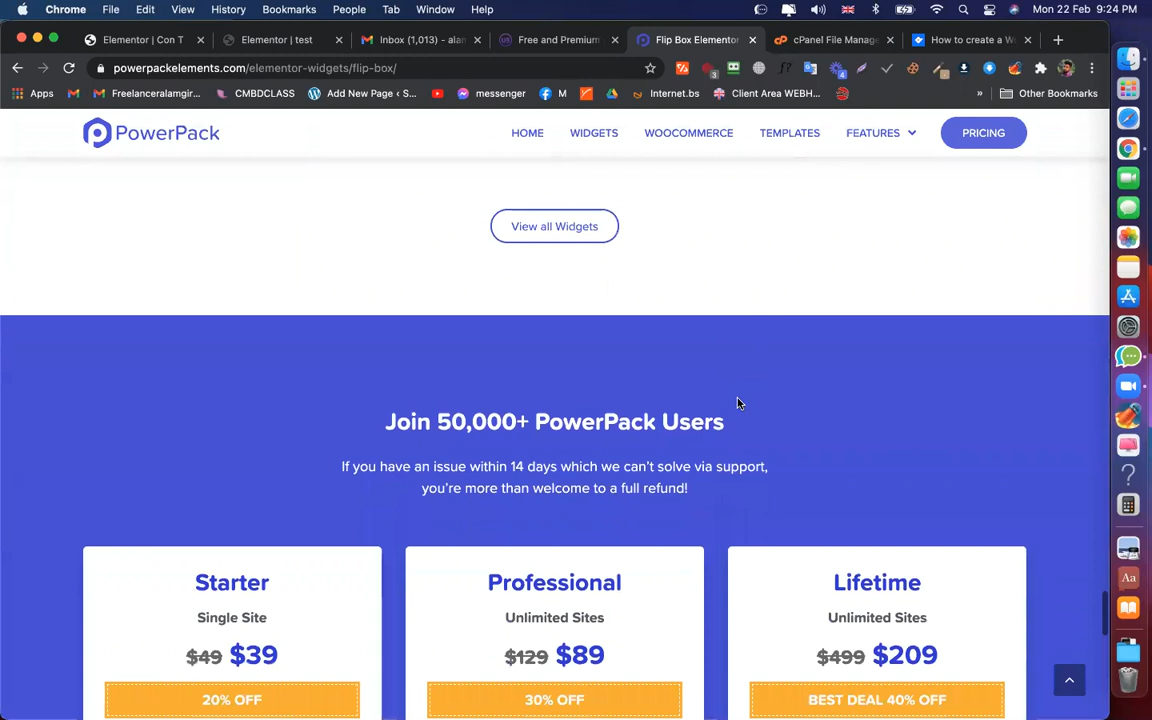 Chrome File Edit View History Bookmarks People Tab Window Help Mon 22 Feb 9:24 PM
Elementor | Con T Elementor | test Inbox (1,013) - alan Free and Premium Flip Box Elementor cPanel File Manage How to create a W
powerpackelements.com/elementor-widgets/flip-box/
Apps Freelanceralamgir... CMBDCLASS Add New Page ‹ S... messenger M Internet.bs Client Area WEBH... » Other Bookmarks
PowerPack HOME WIDGETS WOOCOMMERCE TEMPLATES FEATURES PRICING
View all Widgets
Join 50,000+ PowerPack Users
If you have an issue within 14 days which we can't solve via support,
you're more than welcome to a full refund!
Starter Professional Lifetime
Single Site Unlimited Sites Unlimited Sites
$49 $39 $129 $89 $499 $209
20% OFF 30% OFF BEST DEAL 40% OFF